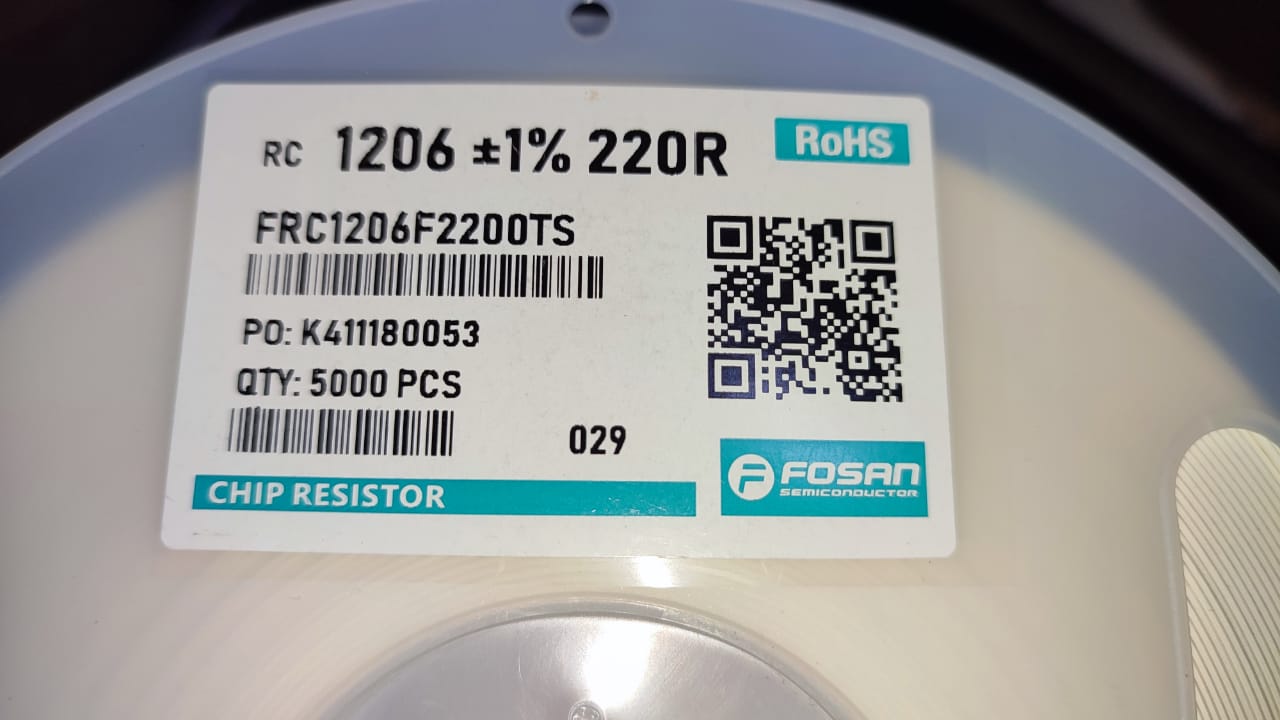 RC 1206 ±1% 220R
RoHS
FRC1206F2200TS
PO: K411180053
QTY: 5000 PCS
029
CHIP RESISTOR
F FOSAN
SEMICONDUCTOR